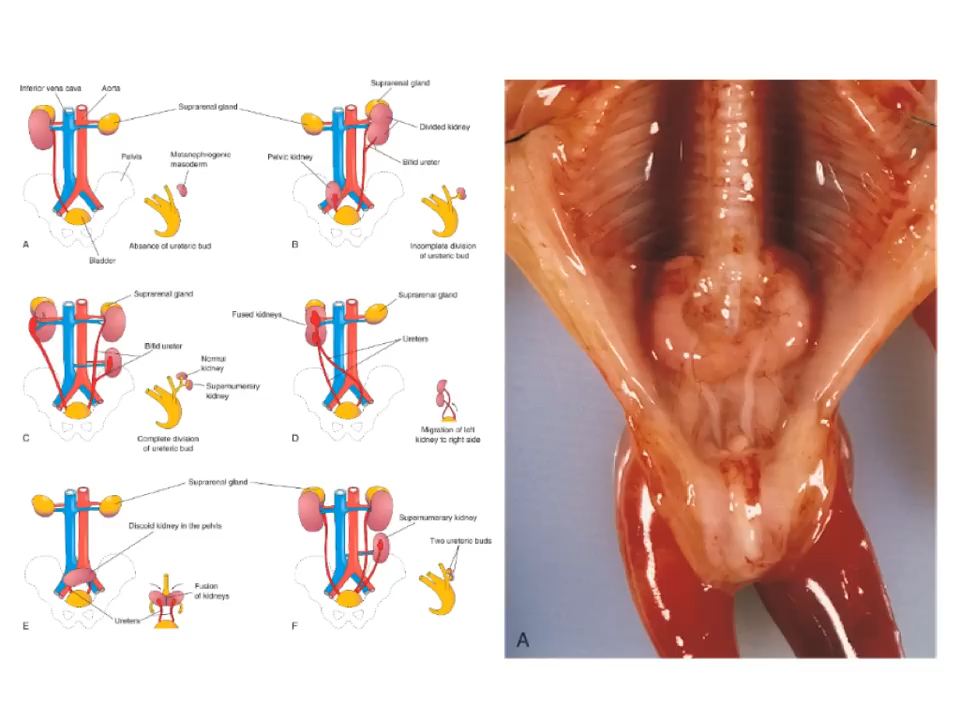 Inferior vena cava
Aorta
Suprarenal gland
Pelvis
Metanephrogenic
mesoderm
A
Absence of ureteric bud
Bladder
Suprarenal gland
Divided kidney
Pelvic kidney
Bifid ureter
B
Incomplete division
of ureteric bud
Suprarenal gland
Bifid ureter
Normal
kidney
Supernumerary
kidney
C
Complete division
of ureteric bud
Suprarenal gland
Fused kidneys
Ureters
D
Migration of left
kidney to right side
Suprarenal gland
Discoid kidney in the pelvis
Fusion
of kidneys
Ureters
E
Supernumerary kidney
Two ureteric buds
F
A